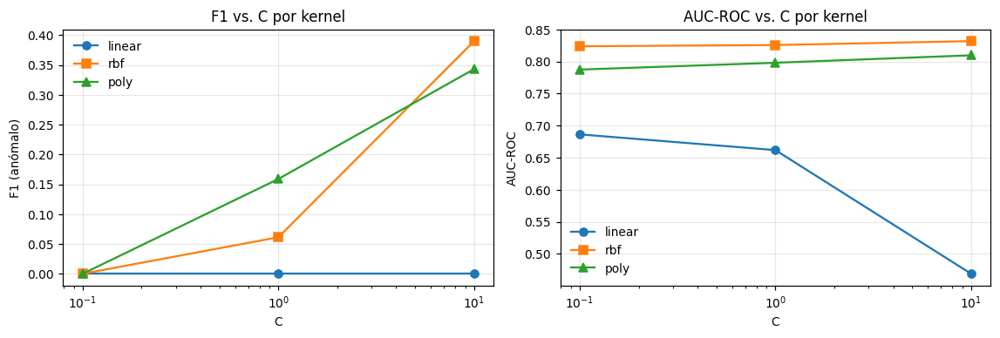 F1 vs. C por kernel
linear
rbf
poly
0.40
0.35
0.30
0.25
0.20
0.15
0.10
0.05
0.00
F1 (anómalo)
10⁻¹
10⁰
10¹
C
AUC-ROC vs. C por kernel
0.85
0.80
0.75
0.70
0.65
0.60
0.55
0.50
AUC-ROC
linear
rbf
poly
10⁻¹
10⁰
10¹
C